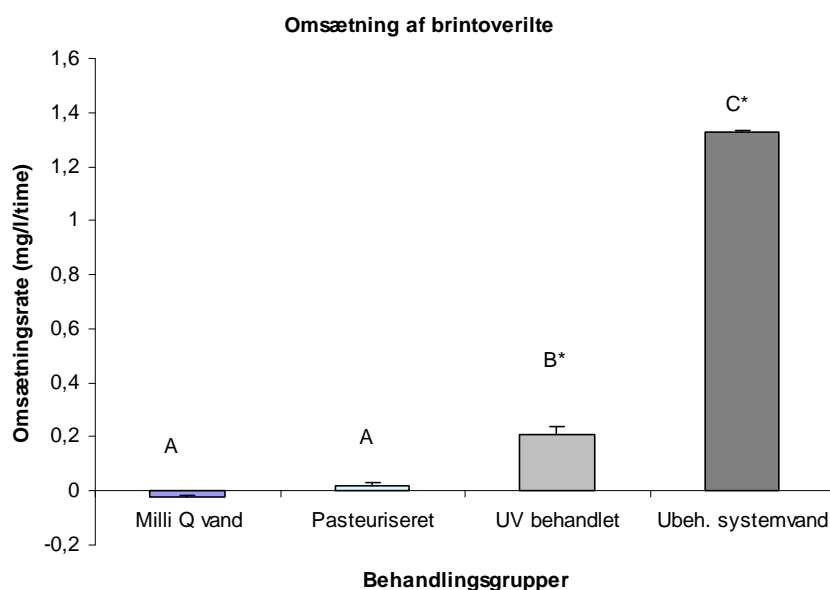 Omsætning af brintoverilte
1,6
1,4
1,2
1
0,8
0,6
0,4
0,2
0
-0,2
Omsætningsrate (mg/l/time)
A
A
B*
C*
Milli Q vand
Pasteuriseret
UV behandlet
Ubeh. systemvand
Behandlingsgrupper